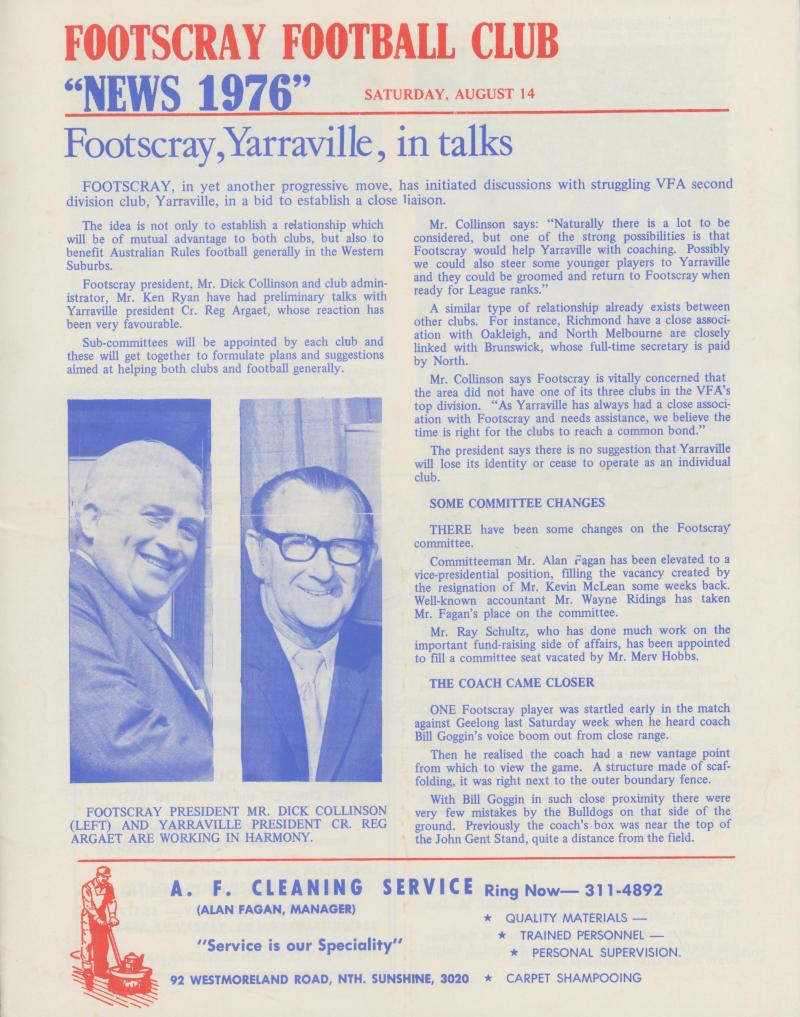 FOOTSCRAY FOOTBALL CLUB
“NEWS 1976”
SATURDAY, AUGUST 14
Footscray, Yarraville, in talks
FOOTSCRAY, in yet another progressive move, has initiated discussions with struggling VFA second
division club, Yarraville, in a bid to establish a close liaison.
The idea is not only to establish a relationship which
will be of mutual advantage to both clubs, but also to
benefit Australian Rules football generally in the Western
Suburbs.
Footscray president, Mr. Dick Collinson and club admin-
istrator, Mr. Ken Ryan have had preliminary talks with
Yarraville president Cr. Reg Argaet, whose reaction has
been very favourable.
Sub-committees will be appointed by each club and
these will get together to formulate plans and suggestions
aimed at helping both clubs and football generally.
FOOTSCRAY PRESIDENT MR. DICK COLLINSON
(LEFT) AND YARRAVILLE PRESIDENT CR. REG
ARGAET ARE WORKING IN HARMONY.
Mr. Collinson says: “Naturally there is a lot to be
considered, but one of the strong possibilities is that
Footscray would help Yarraville with coaching. Possibly
we could also steer some younger players to Yarraville
and they could be groomed and return to Footscray when
ready for League ranks.”
A similar type of relationship already exists between
other clubs. For instance, Richmond have a close associ-
ation with Oakleigh, and North Melbourne are closely
linked with Brunswick, whose full-time secretary is paid
by North.
Mr. Collinson says Footscray is vitally concerned that
the area did not have one of its three clubs in the VFA's
top division. “As Yarraville has always had a close associ-
ation with Footscray and needs assistance, we believe the
time is right for the clubs to reach a common bond.”
The president says there is no suggestion that Yarraville
will lose its identity or cease to operate as an individual
club.
SOME COMMITTEE CHANGES
THERE have been some changes on the Footscray
committee.
Committeeman Mr. Alan Fagan has been elevated to a
vice-presidential position, filling the vacancy created by
the resignation of Mr. Kevin McLean some weeks back.
Well-known accountant Mr. Wayne Ridings has taken
Mr. Fagan's place on the committee.
Mr. Ray Schultz, who has done much work on the
important fund-raising side of affairs, has been appointed
to fill a committee seat vacated by Mr. Merv Hobbs.
THE COACH CAME CLOSER
ONE Footscray player was startled early in the match
against Geelong last Saturday week when he heard coach
Bill Goggin's voice boom out from close range.
Then he realised the coach had a new vantage point
from which to view the game. A structure made of scaf-
folding, it was right next to the outer boundary fence.
With Bill Goggin in such close proximity there were
very few mistakes by the Bulldogs on that side of the
ground. Previously the coach's box was near the top of
the John Gent Stand, quite a distance from the field.
A. F. CLEANING SERVICE
(ALAN FAGAN, MANAGER)
“Service is our Speciality”
92 WESTMORELAND ROAD, NTH. SUNSHINE, 3020
Ring Now— 311-4892
★ QUALITY MATERIALS —
★ TRAINED PERSONNEL —
★ PERSONAL SUPERVISION.
★ CARPET SHAMPOOING